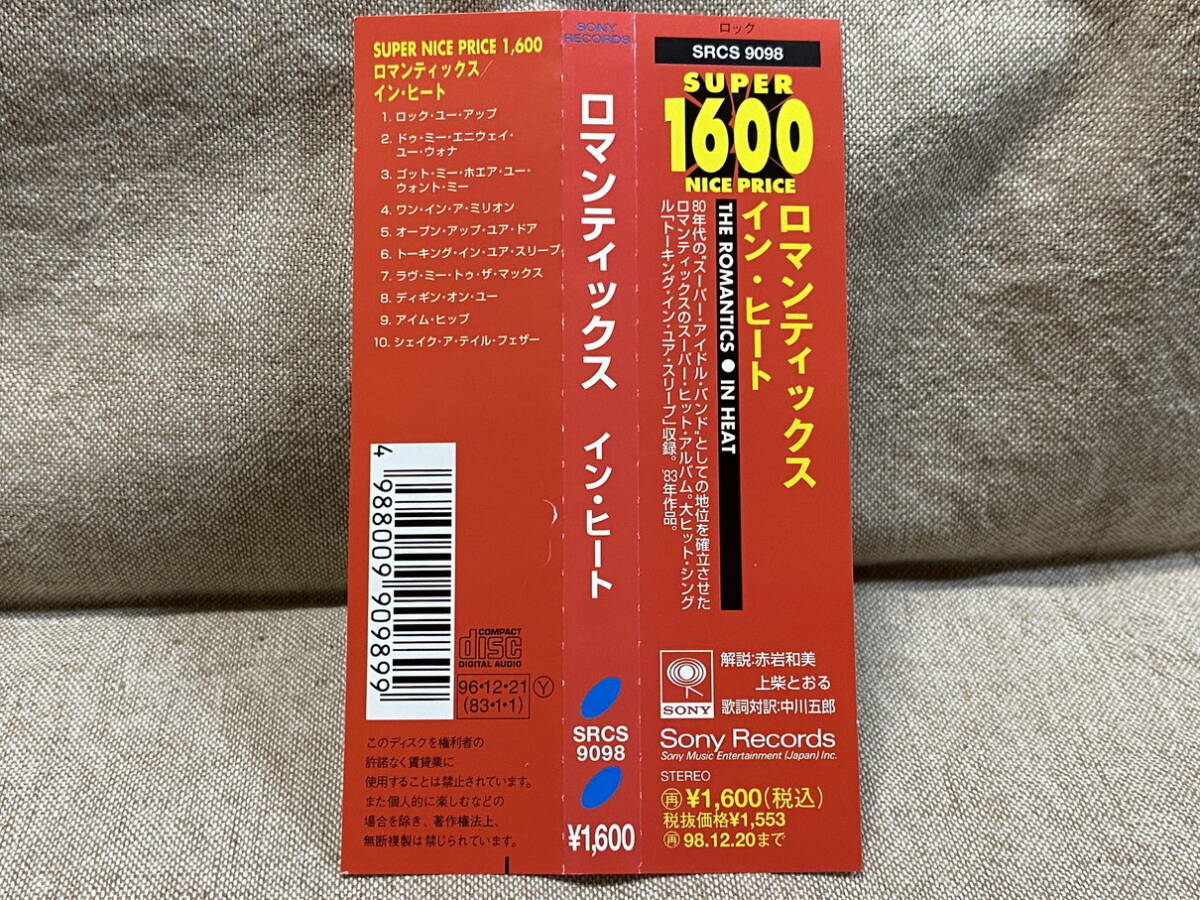 SUPER NICE PRICE 1,600
ロマンティックス/
イン・ヒート
1. ロック・ユー・アップ
2. ドゥ・ミー・エニウェイ・
ユー・ウォナ
3. ゴット・ミー・ホエア・ユー・
ウォント・ミー
4. ワン・イン・ア・ミリオン
5. オープン・アップ・ユア・ドア
6. トーキング・イン・ユア・スリープ
7. ラヴ・ミー・トゥ・ザ・マックス
8. ディギン・オン・ユー
9. アイム・ヒップ
10. シェイク・ア・テイル・フェザー
4 988009 909899
COMPACT
disc
DIGITAL AUDIO
96・12・21
(83・1・1)
Y
このディスクを権利者の
許諾なく賃貸業に
使用することは禁止されています。
また個人的に楽しむなどの
場合を除き、著作権法上、
無断複製は禁じられています。
SONY
RECORDS
ロマンティックス イン・ヒート
SRCS
9098
¥1,600
ロック
SRCS 9098
SUPER
1600
NICE PRICE
ロマンティックス
イン・ヒート
THE ROMANTICS ● IN HEAT
80年代の“スーパー・アイドル・バンド”としての地位を確立させた
ロマンティックスのスーパー・ヒット・アルバム。大ヒット・シング
ル「トーキング・イン・ユア・スリープ」収録。'83年作品。
SONY
解説:赤岩和美
上柴とおる
歌詞対訳:中川五郎
Sony Records
Sony Music Entertainment (Japan) Inc.
STEREO
再 ¥1,600(税込)
税抜価格¥1,553
再 98.12.20まで